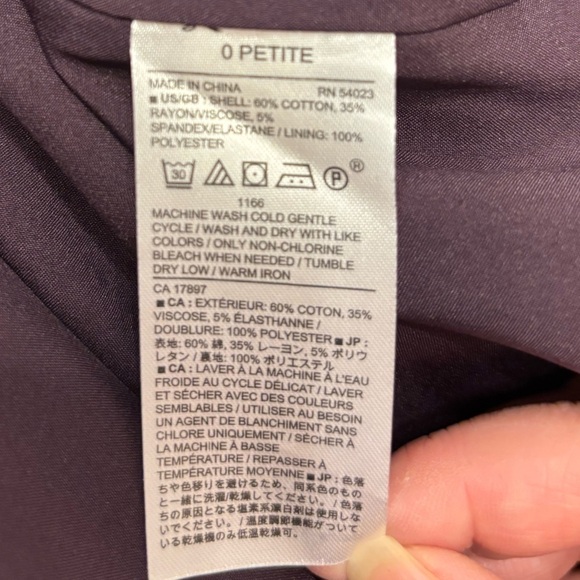 0 PETITE
MADE IN CHINA RN 54023
■ US/GB : SHELL: 60% COTTON, 35%
RAYON/VISCOSE, 5%
SPANDEX/ELASTANE / LINING: 100%
POLYESTER
30 P ®
1166
MACHINE WASH COLD GENTLE
CYCLE / WASH AND DRY WITH LIKE
COLORS / ONLY NON-CHLORINE
BLEACH WHEN NEEDED / TUMBLE
DRY LOW / WARM IRON
CA 17897
■ CA : EXTÉRIEUR: 60% COTON, 35%
VISCOSE, 5% ÉLASTHANNE /
DOUBLURE: 100% POLYESTER ■ JP :
表地: 60% 綿, 35% レーヨン, 5% ポリウ
レタン / 裏地: 100% ポリエステル
■ CA : LAVER À LA MACHINE À L'EAU
FROIDE AU CYCLE DÉLICAT / LAVER
ET SÉCHER AVEC DES COULEURS
SEMBLABLES / UTILISER AU BESOIN
UN AGENT DE BLANCHIMENT SANS
CHLORE UNIQUEMENT / SÉCHER À
LA MACHINE À BASSE
TEMPÉRATURE / REPASSER À
TEMPÉRATURE MOYENNE ■ JP : 色落
ちや色移りを避けるため、同系色のもの
と一緒に洗濯/乾燥してください。 / 色落
ちの原因となる塩素系漂白剤は使用しな
いでください。 / 温度調節機能がついて
いる乾燥機のみ低温乾燥可。